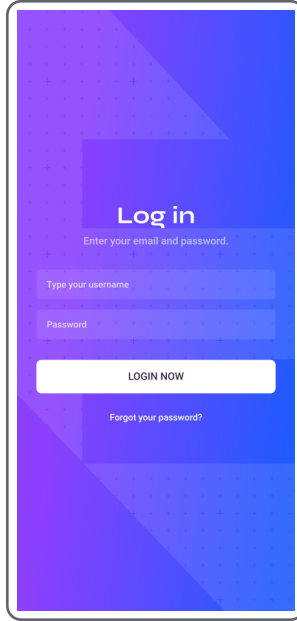 Log in
Enter your email and password.
Type your username
Password
LOGIN NOW
Forgot your password?